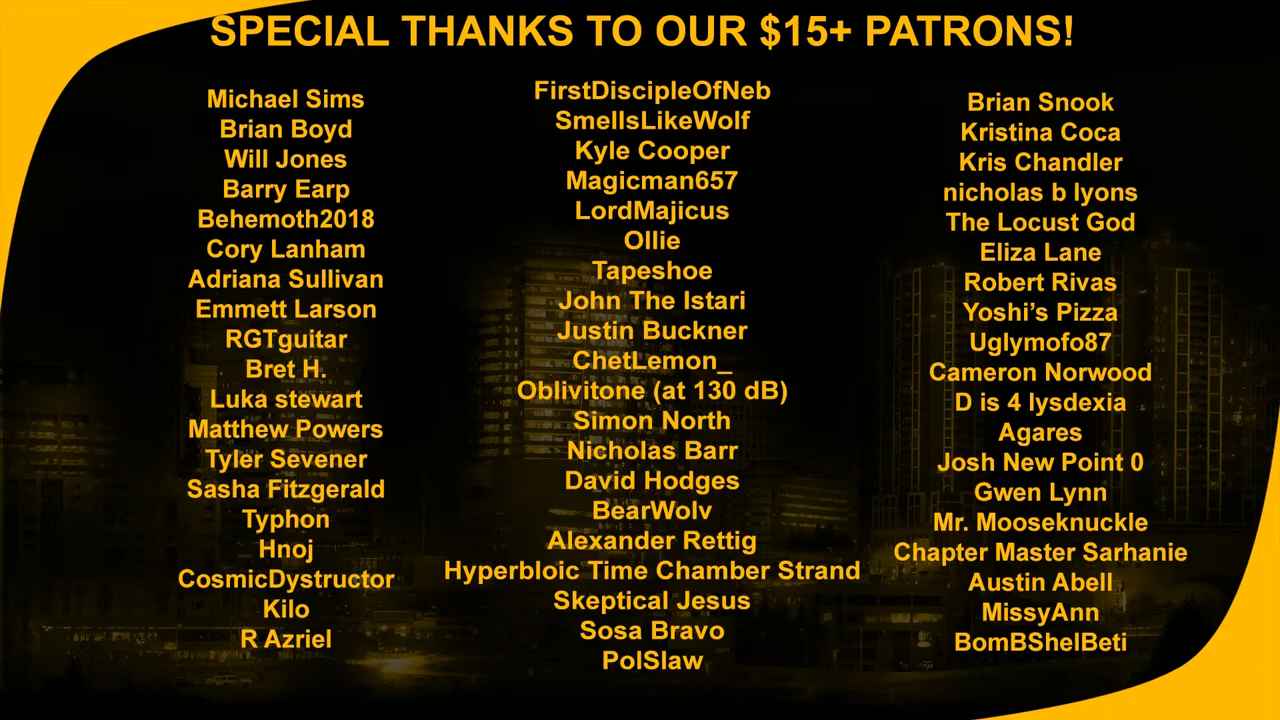 SPECIAL THANKS TO OUR $15+ PATRONS!
Michael Sims
Brian Boyd
Will Jones
Barry Earp
Behemoth2018
Cory Lanham
Adriana Sullivan
Emmett Larson
RGTguitar
Bret H.
Luka stewart
Matthew Powers
Tyler Sevener
Sasha Fitzgerald
Typhon
Hnoj
CosmicDystructor
Kilo
R Azriel
FirstDiscipleOfNeb
SmellsLikeWolf
Kyle Cooper
Magicman657
LordMajicus
Ollie
Tapeshoe
John The Istari
Justin Buckner
ChetLemon_
Oblivitone (at 130 dB)
Simon North
Nicholas Barr
David Hodges
BearWolv
Alexander Rettig
Hyperbloic Time Chamber Strand
Skeptical Jesus
Sosa Bravo
PolSlaw
Brian Snook
Kristina Coca
Kris Chandler
nicholas b lyons
The Locust God
Eliza Lane
Robert Rivas
Yoshi’s Pizza
Uglymofo87
Cameron Norwood
D is 4 lysdexia
Agares
Josh New Point 0
Gwen Lynn
Mr. Mooseknuckle
Chapter Master Sarhanie
Austin Abell
MissyAnn
BomBShelBeti